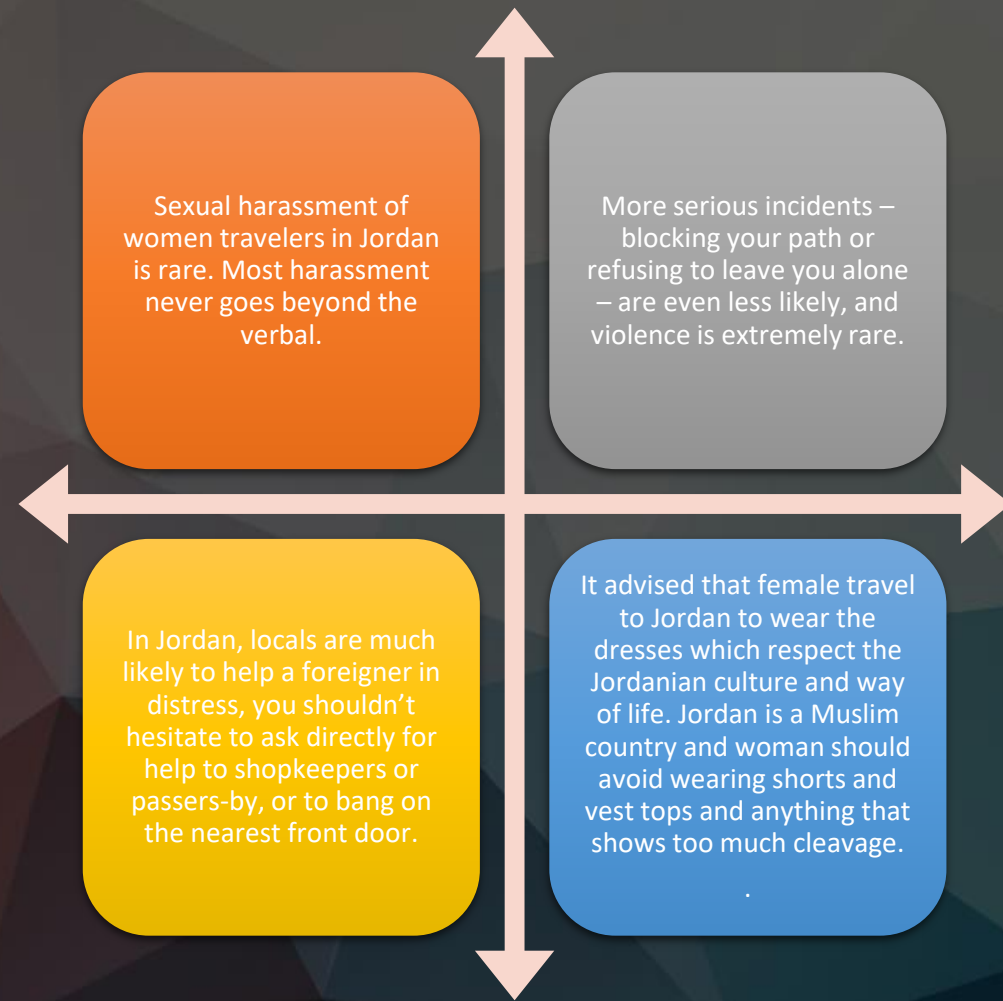 Sexual harassment of
women travelers in Jordan
is rare. Most harassment
never goes beyond the
verbal.
More serious incidents –
blocking your path or
refusing to leave you alone
– are even less likely, and
violence is extremely rare.
In Jordan, locals are much
likely to help a foreigner in
distress, you shouldn’t
hesitate to ask directly for
help to shopkeepers or
passers-by, or to bang on
the nearest front door.
It advised that female travel
to Jordan to wear the
dresses which respect the
Jordanian culture and way
of life. Jordan is a Muslim
country and woman should
avoid wearing shorts and
vest tops and anything that
shows too much cleavage.
.